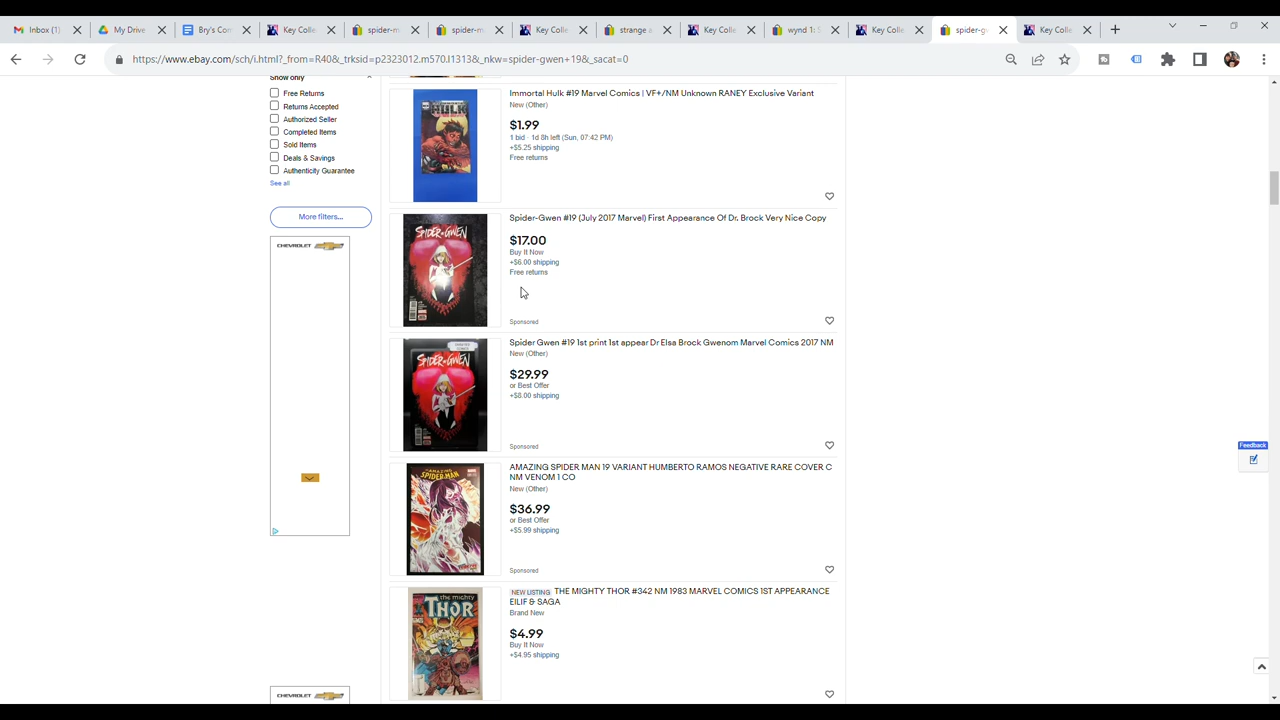 Inbox (1)
My Drive
Bry's Con
Key Colle
spider-m
spider-m
Key Colle
strange a
Key Colle
wynd 1: S
Key Colle
spider-g
Key Colle
https://www.ebay.com/sch/i.html?_from=R40&_trksid=p2323012.m570.l1313&_nkw=spider-gwen+19&_sacat=0
Show only
Free Returns
Returns Accepted
Authorized Seller
Completed Items
Sold Items
Deals & Savings
Authenticity Guarantee
See all
More filters...
CHEVROLET
CHEVROLET
Immortal Hulk #19 Marvel Comics | VF+/NM Unknown RANEY Exclusive Variant
New (Other)
$1.99
1 bid · 1d 8h left (Sun, 07:42 PM)
+$5.25 shipping
Free returns
HULK
Spider-Gwen #19 (July 2017 Marvel) First Appearance Of Dr. Brock Very Nice Copy
$17.00
Buy It Now
+$6.00 shipping
Free returns
Sponsored
SPIDER-GWEN
Spider Gwen #19 1st print 1st appear Dr Elsa Brock Gwenom Marvel Comics 2017 NM
New (Other)
$29.99
or Best Offer
+$8.00 shipping
Sponsored
SPIDER-GWEN
AMAZING SPIDER MAN 19 VARIANT HUMBERTO RAMOS NEGATIVE RARE COVER C
NM VENOM 1 CO
New (Other)
$36.99
or Best Offer
+$5.99 shipping
Sponsored
SPIDER-MAN
NEW LISTING THE MIGHTY THOR #342 NM 1983 MARVEL COMICS 1ST APPEARANCE
EILIF & SAGA
Brand New
$4.99
Buy It Now
+$4.95 shipping
the mighty
THOR
Feedback